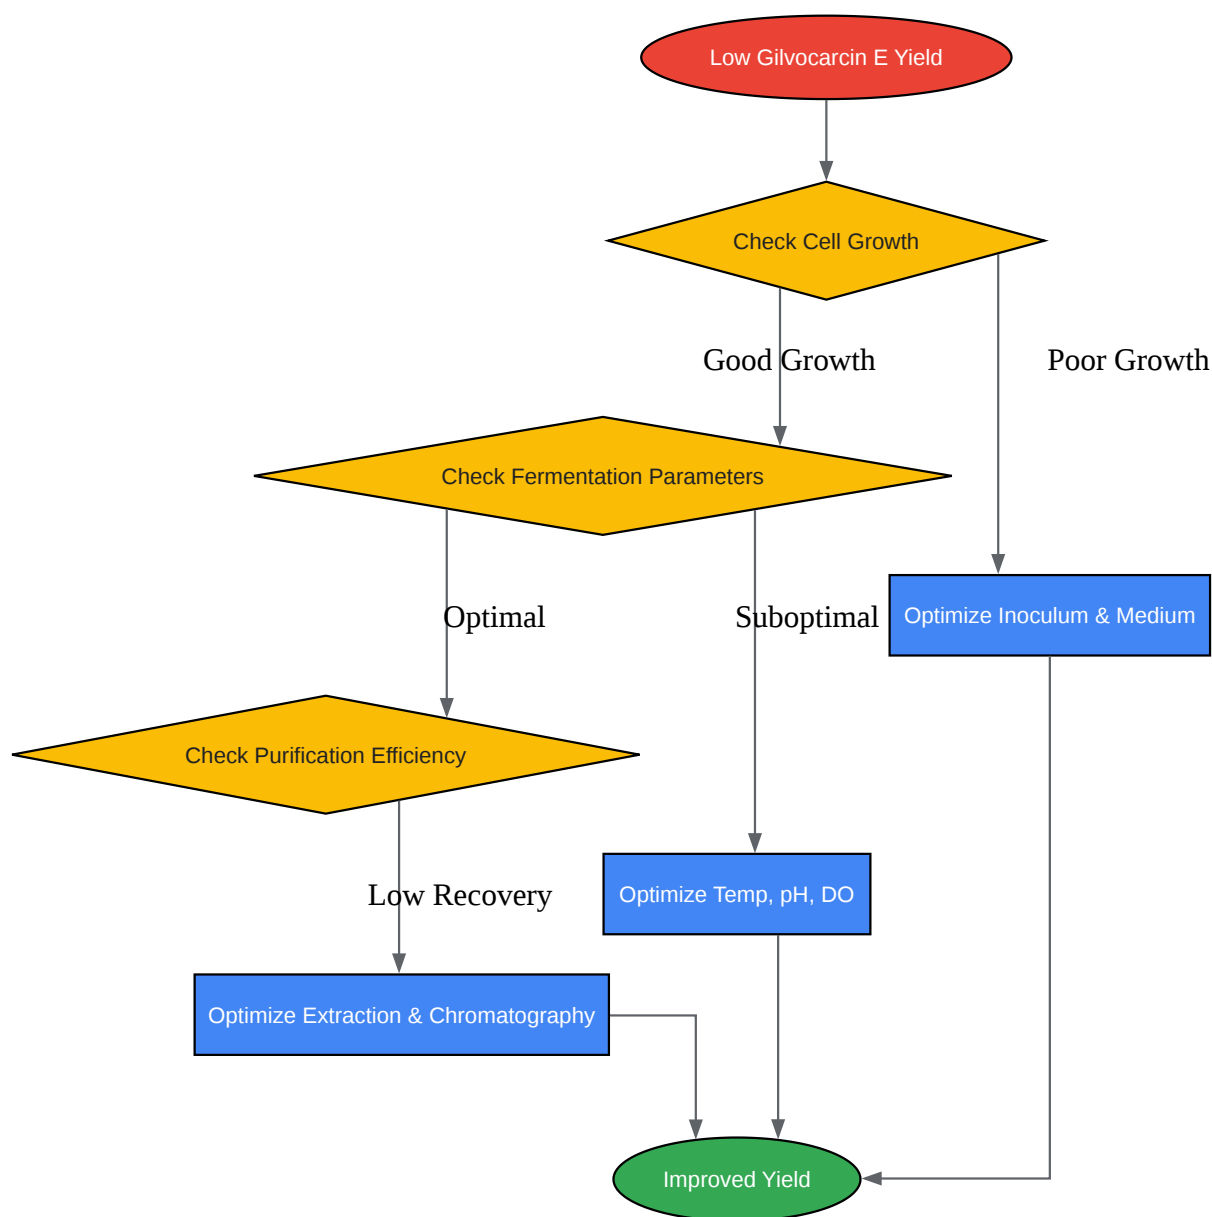 Low Gilvocarcin E Yield
Check Cell Growth
Good Growth
Poor Growth
Check Fermentation Parameters
Optimal
Suboptimal
Optimize Inoculum & Medium
Check Purification Efficiency
Low Recovery
Optimize Temp, pH, DO
Optimize Extraction & Chromatography
Improved Yield